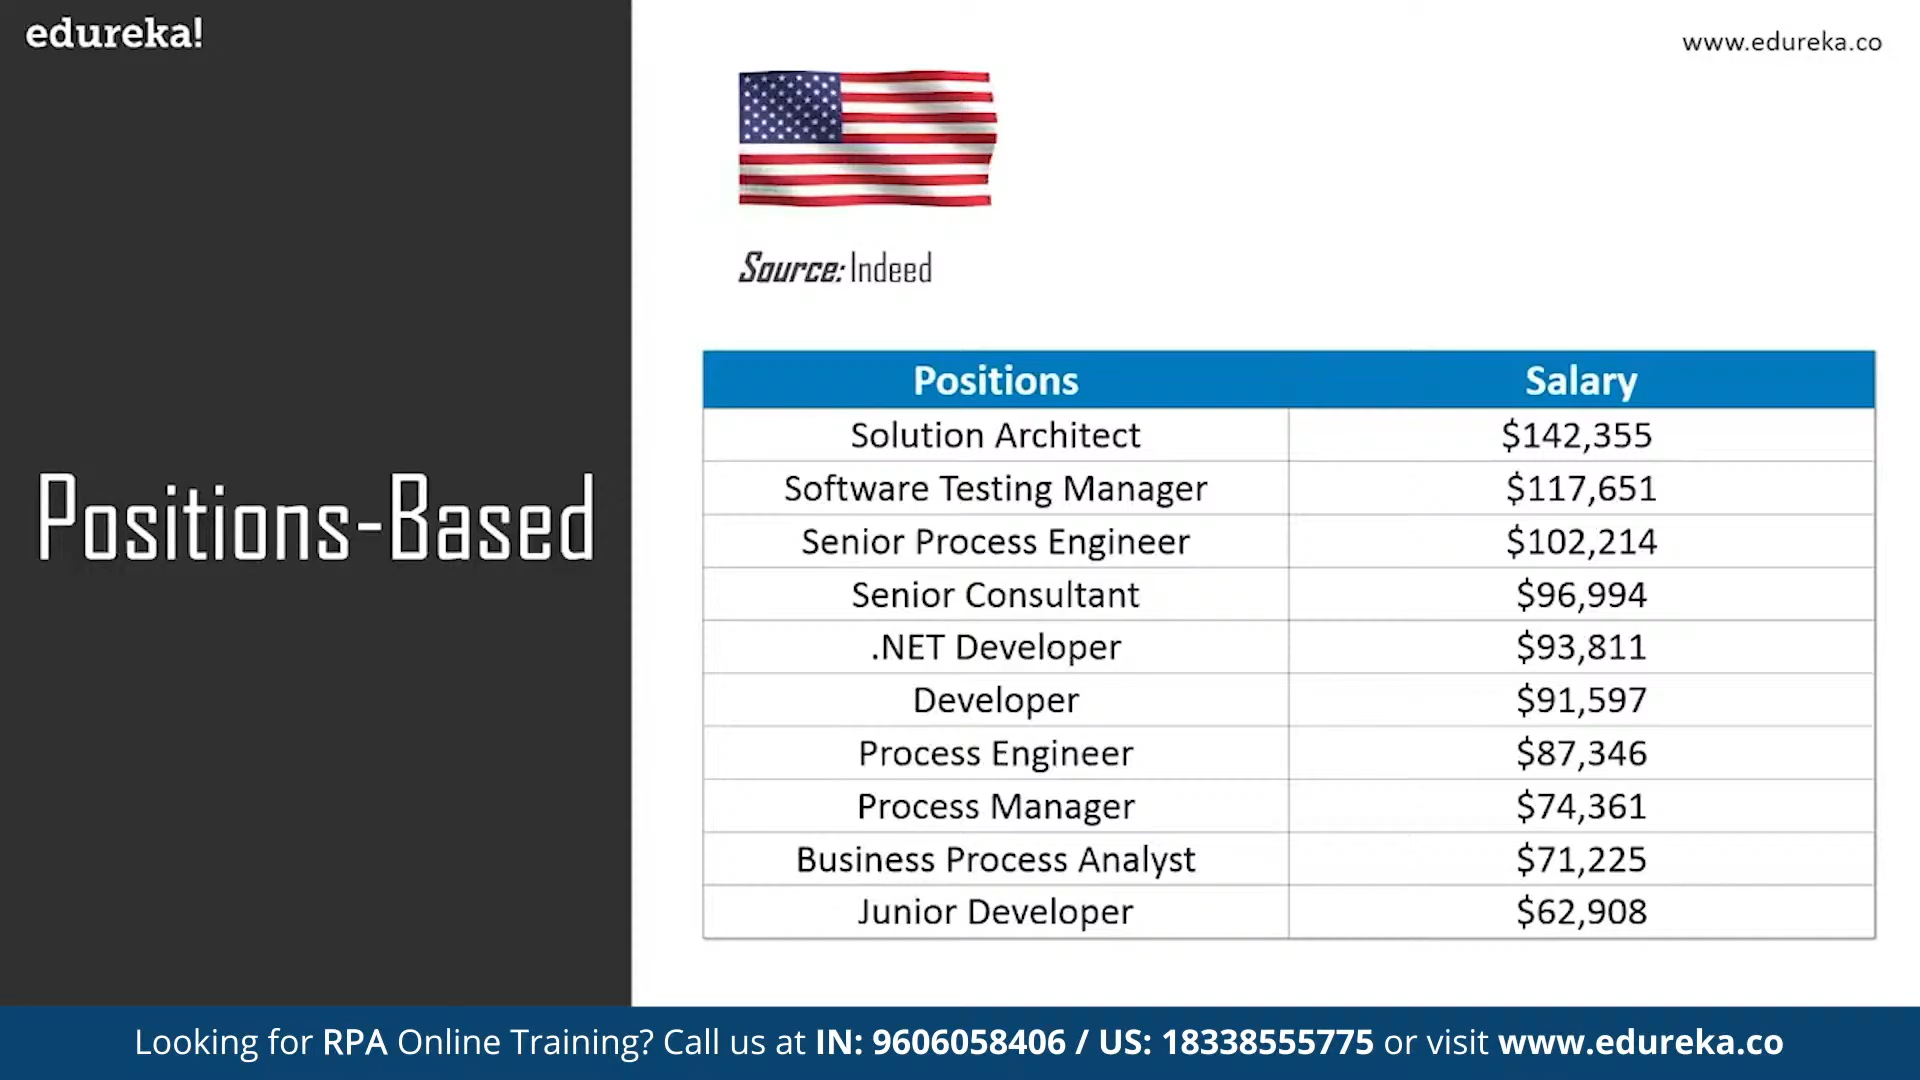 edureka!
www.edureka.co
Source: Indeed
Positions-Based
Positions Salary
Solution Architect $142,355
Software Testing Manager $117,651
Senior Process Engineer $102,214
Senior Consultant $96,994
.NET Developer $93,811
Developer $91,597
Process Engineer $87,346
Process Manager $74,361
Business Process Analyst $71,225
Junior Developer $62,908
Looking for RPA Online Training? Call us at IN: 9606058406 / US: 18338555775 or visit www.edureka.co